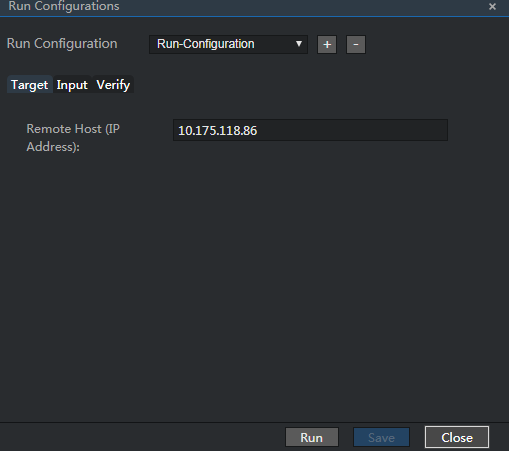 Run Configurations ×
Run Configuration Run-Configuration ▼ + -
Target Input Verify
Remote Host (IP 10.175.118.86
Address):
Run Save Close